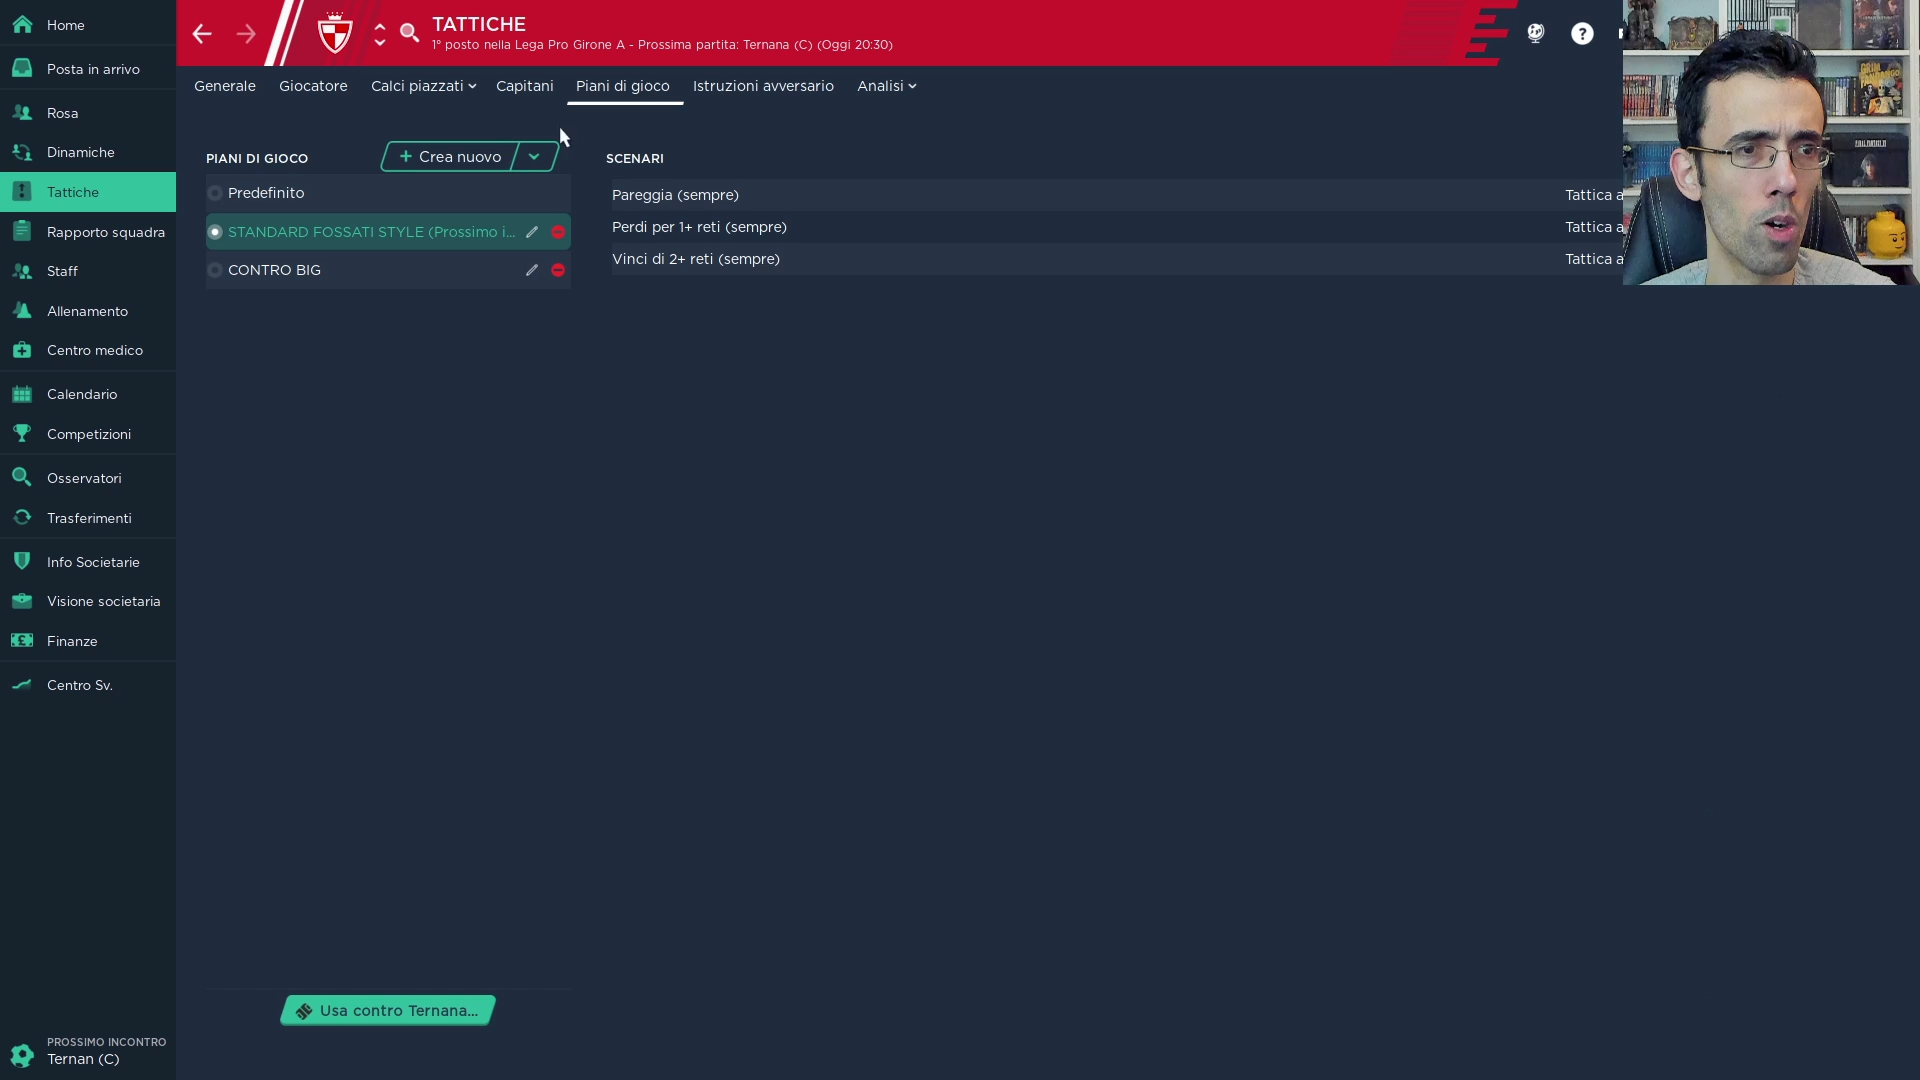 Home
Posta in arrivo
Rosa
Dinamiche
Tattiche
Rapporto squadra
Staff
Allenamento
Centro medico
Calendario
Competizioni
Osservatori
Trasferimenti
Info Societarie
Visione societaria
Finanze
Centro Sv.
PROSSIMO INCONTRO
Ternan (C)
TATTICHE
1° posto nella Lega Pro Girone A - Prossima partita: Ternana (C) (Oggi 20:30)
Generale Giocatore Calci piazzati Capitani Piani di gioco Istruzioni avversario Analisi
PIANI DI GIOCO
+ Crea nuovo
Predefinito
STANDARD FOSSATI STYLE (Prossimo i...
CONTRO BIG
Usa contro Ternana...
SCENARI
Pareggia (sempre) Tattica a
Perdi per 1+ reti (sempre) Tattica a
Vinci di 2+ reti (sempre) Tattica a
?
GRIM FANDANGO